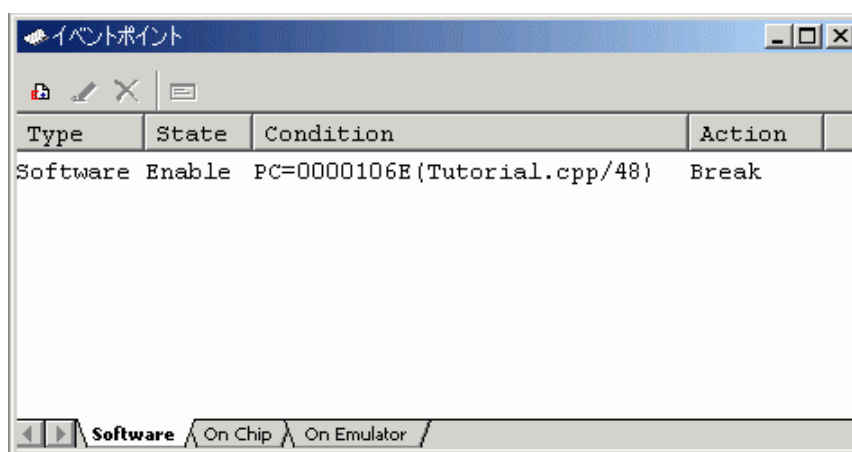 イベントポイント
Type State Condition Action
Software Enable PC=0000106E(Tutorial.cpp/48) Break
Software On Chip On Emulator